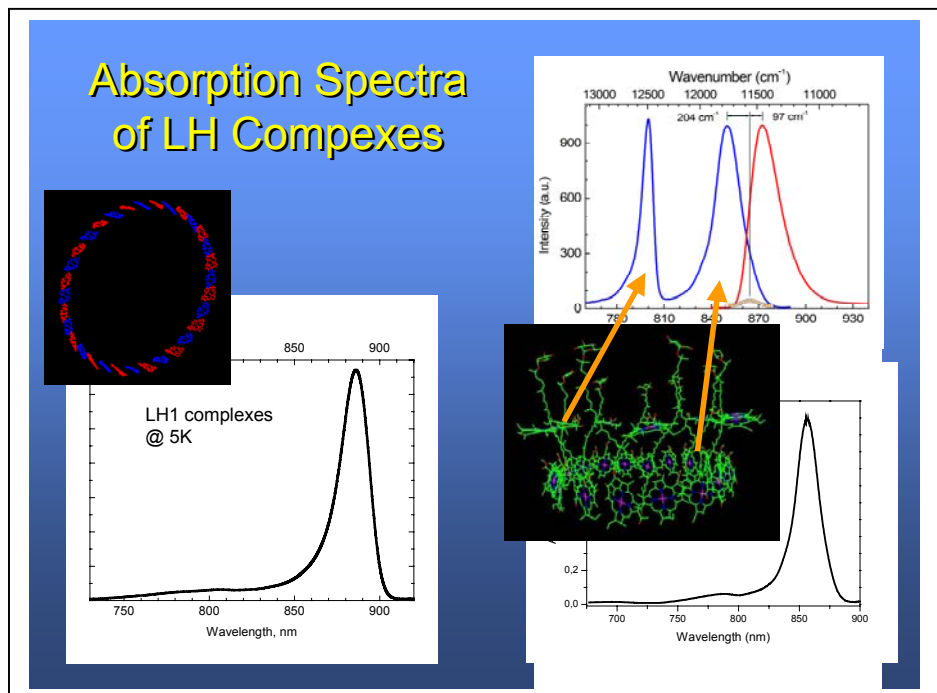 Absorption Spectra
of LH Compexes
Wavenumber (cm⁻¹)
13000 12500 12000 11500 11000
204 cm⁻¹ 97 cm⁻¹
900
600
300
0
Intensity (a.u.)
780 810 840 870 900 930
850 900
LH1 complexes
@ 5K
750 800 850 900
Wavelength, nm
0,2
0,0
700 750 800 850 900
Wavelength (nm)